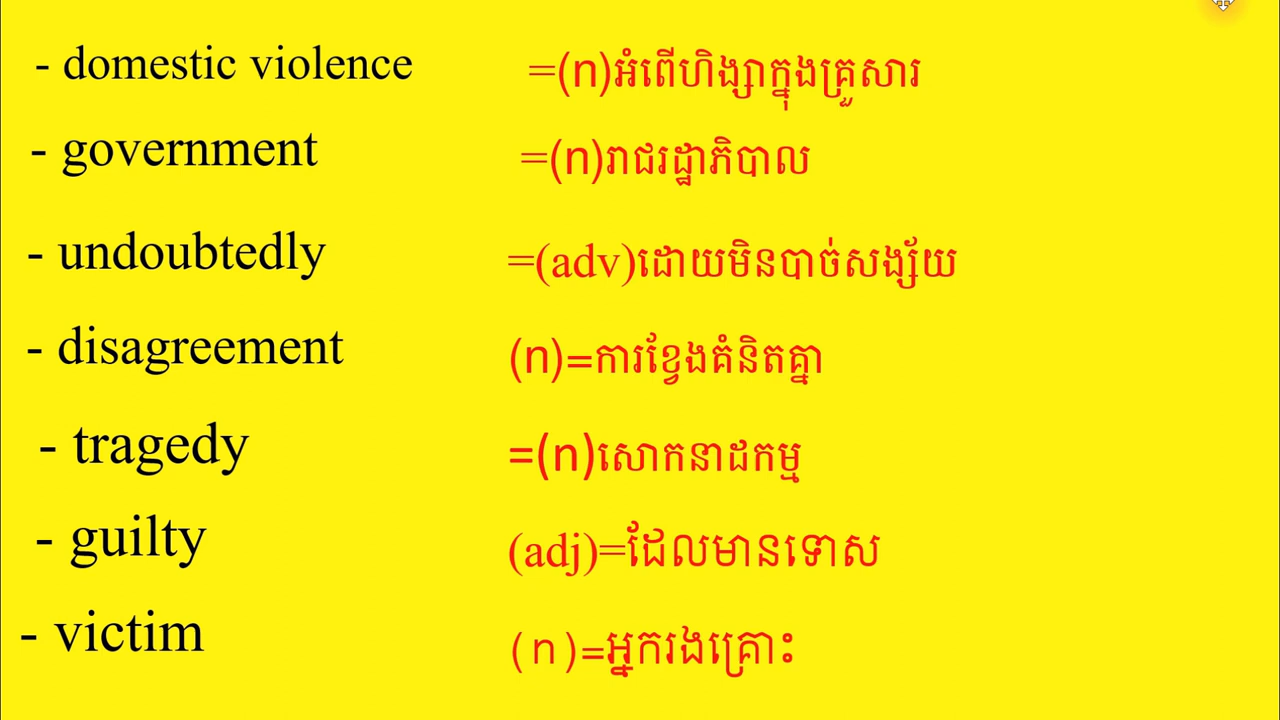 - domestic violence =(n)អំពើហិង្សាក្នុងគ្រួសារ
- government =(n)រាជរដ្ឋាភិបាល
- undoubtedly =(adv)ដោយមិនបាច់សង្ស័យ
- disagreement (n)=ការខ្វែងគំនិតគ្នា
- tragedy =(n)សោកនាដកម្ម
- guilty (adj)=ដែលមានទោស
- victim (n)=អ្នករងគ្រោះ